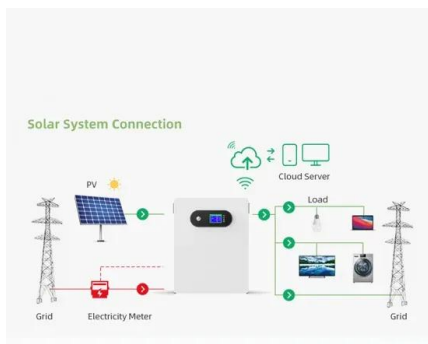 Solar System Connection
Cloud Server
PV
Load
Grid
Electricity Meter
Grid